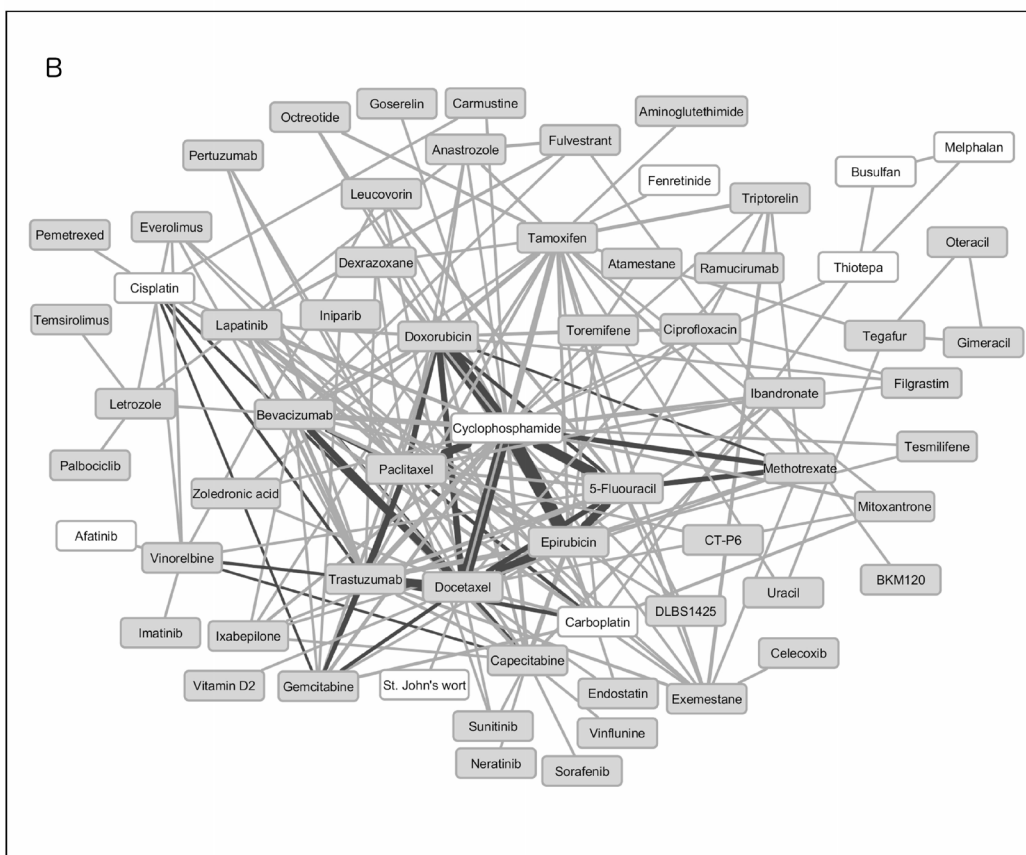 B
Octreotide
Goserelin
Carmustine
Aminoglutethimide
Anastrozole
Fulvestrant
Pertuzumab
Melphalan
Busulfan
Fenretinide
Leucovorin
Triptorelin
Pemetrexed
Everolimus
Tamoxifen
Oteracil
Dexrazoxane
Atamestane
Ramucirumab
Thiotepa
Cisplatin
Temsirolimus
Lapatinib
Iniparib
Doxorubicin
Toremifene
Ciprofloxacin
Tegafur
Gimeracil
Letrozole
Bevacizumab
Ibandronate
Filgrastim
Cyclophosphamide
Tesmilifene
Palbociclib
Paclitaxel
Methotrexate
Zoledronic acid
5-Fluouracil
Mitoxantrone
Afatinib
Vinorelbine
Epirubicin
CT-P6
Trastuzumab
Docetaxel
BKM120
Uracil
DLBS1425
Imatinib
Ixabepilone
Carboplatin
Capecitabine
Celecoxib
Vitamin D2
Gemcitabine
St. John's wort
Endostatin
Exemestane
Sunitinib
Vinflunine
Neratinib
Sorafenib